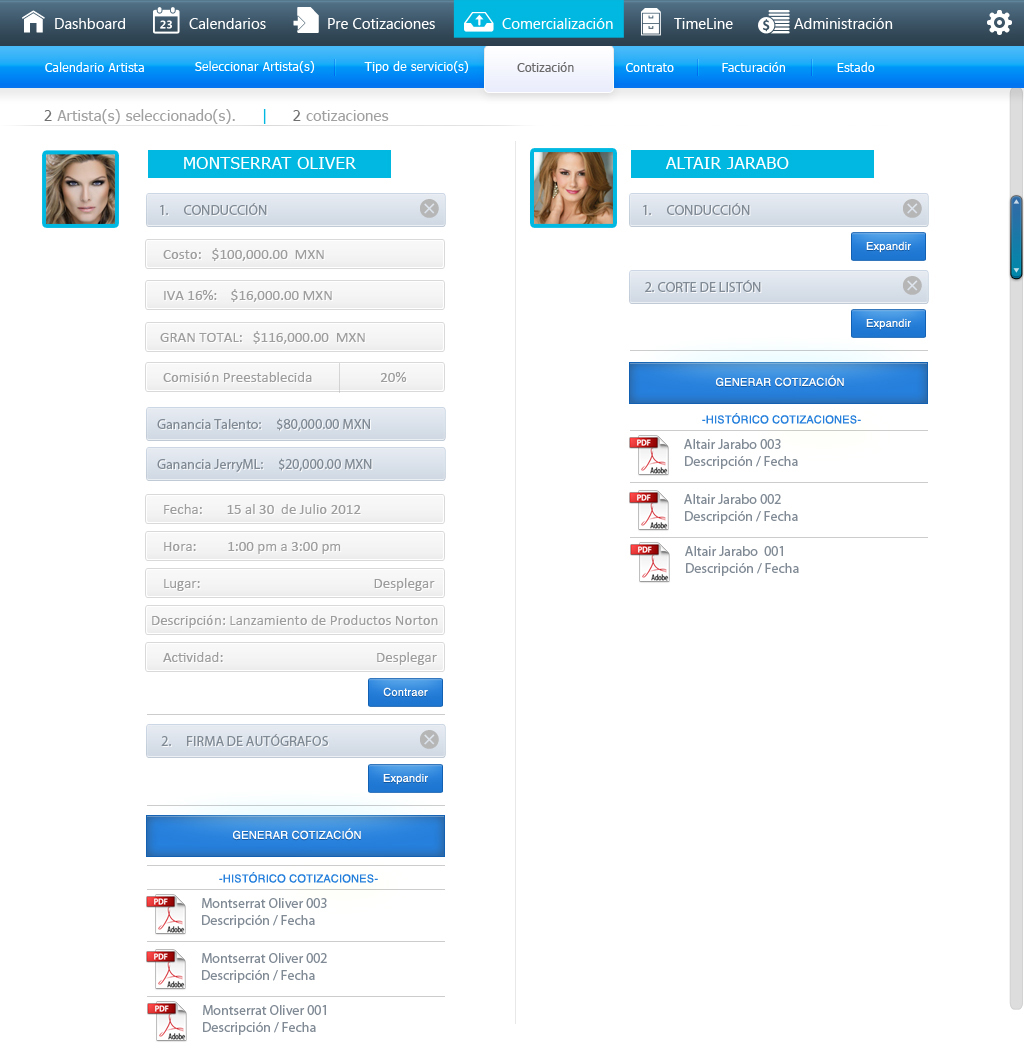 Dashboard
23
Calendarios
Pre Cotizaciones
Comercialización
TimeLine
$
Administración
Calendario Artista
Seleccionar Artista(s)
Tipo de servicio(s)
Cotización
Contrato
Facturación
Estado
2 Artista(s) seleccionado(s). | 2 cotizaciones
MONTSERRAT OLIVER
1. CONDUCCIÓN
Costo: $100,000.00 MXN
IVA 16%: $16,000.00 MXN
GRAN TOTAL: $116,000.00 MXN
Comisión Preestablecida 20%
Ganancia Talento: $80,000.00 MXN
Ganancia JerryML: $20,000.00 MXN
Fecha: 15 al 30 de Julio 2012
Hora: 1:00 pm a 3:00 pm
Lugar: Desplegar
Descripción: Lanzamiento de Productos Norton
Actividad: Desplegar
Contraer
2. FIRMA DE AUTÓGRAFOS
Expandir
GENERAR COTIZACIÓN
-HISTÓRICO COTIZACIONES-
PDF
Adobe
Montserrat Oliver 003
Descripción / Fecha
PDF
Adobe
Montserrat Oliver 002
Descripción / Fecha
PDF
Adobe
Montserrat Oliver 001
Descripción / Fecha
ALTAIR JARABO
1. CONDUCCIÓN
Expandir
2. CORTE DE LISTÓN
Expandir
GENERAR COTIZACIÓN
-HISTÓRICO COTIZACIONES-
PDF
Adobe
Altair Jarabo 003
Descripción / Fecha
PDF
Adobe
Altair Jarabo 002
Descripción / Fecha
PDF
Adobe
Altair Jarabo 001
Descripción / Fecha